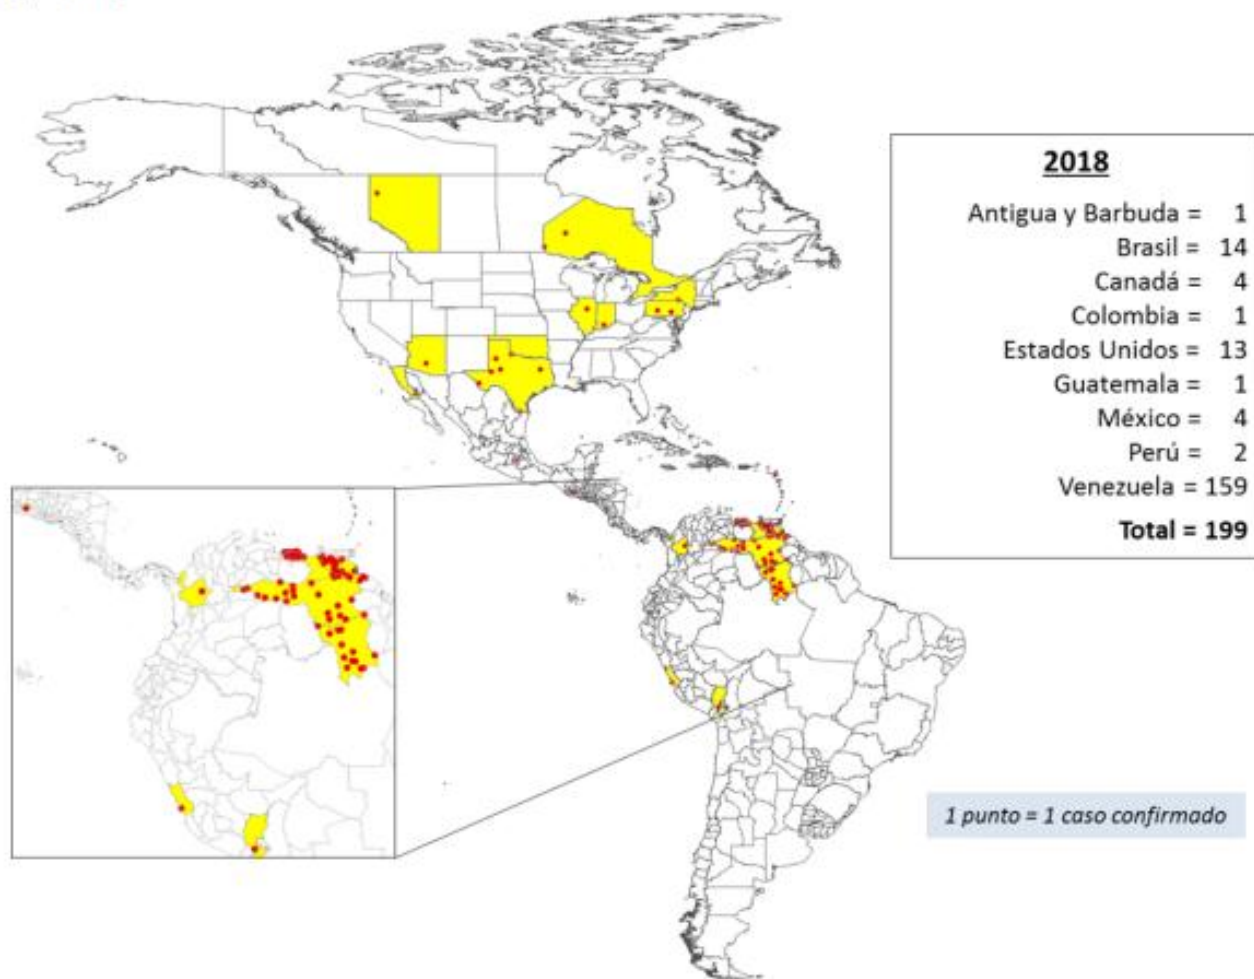 2018
Antigua y Barbuda = 1
Brasil = 14
Canadá = 4
Colombia = 1
Estados Unidos = 13
Guatemala = 1
México = 4
Perú = 2
Venezuela = 159
Total = 199
1 punto = 1 caso confirmado